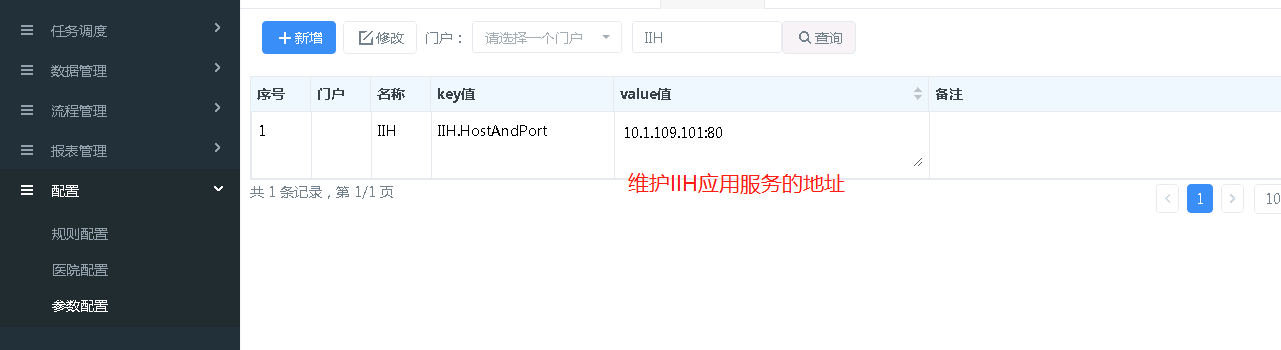 任务调度
数据管理
流程管理
报表管理
配置
规则配置
医院配置
参数配置
新增 修改 门户： 请选择一个门户 IIH 查询
序号 门户 名称 key值 value值 备注
1 IIH IIH.HostAndPort 10.1.109.101:80
维护IIH应用服务的地址
共 1 条记录，第 1/1 页 1 10